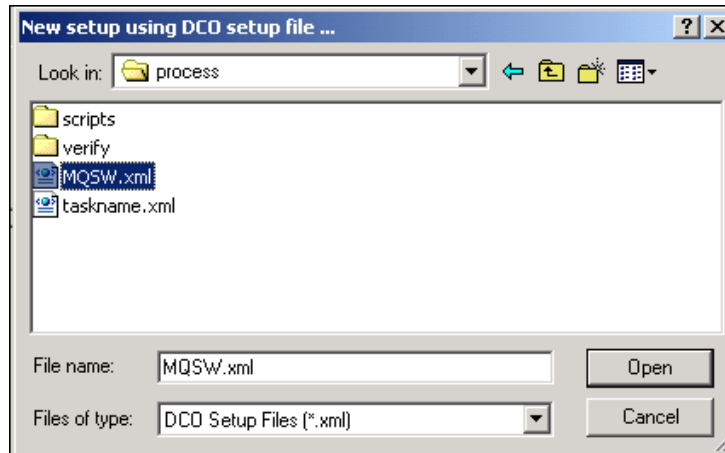 New setup using DCO setup file ...
Look in: process
scripts
verify
MQSW.xml
taskname.xml
File name: MQSW.xml Open
Files of type: DCO Setup Files (*.xml) Cancel